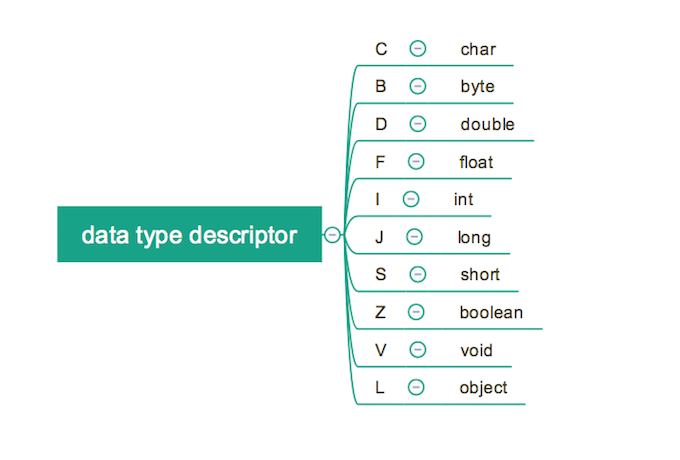 data type descriptor
C char
B byte
D double
F float
I int
J long
S short
Z boolean
V void
L object